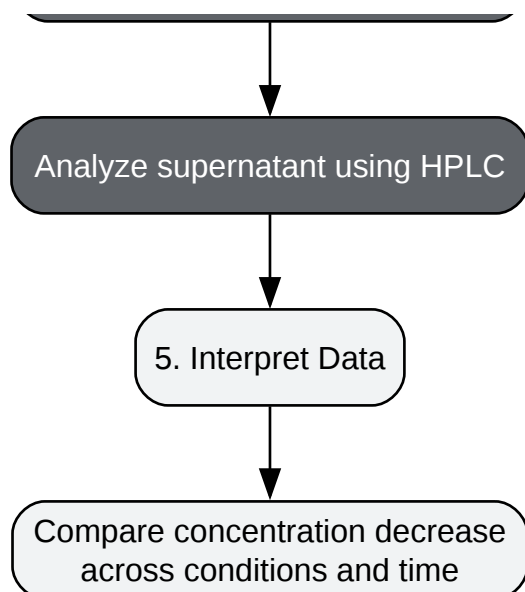 Analyze supernatant using HPLC
5. Interpret Data
Compare concentration decrease
across conditions and time